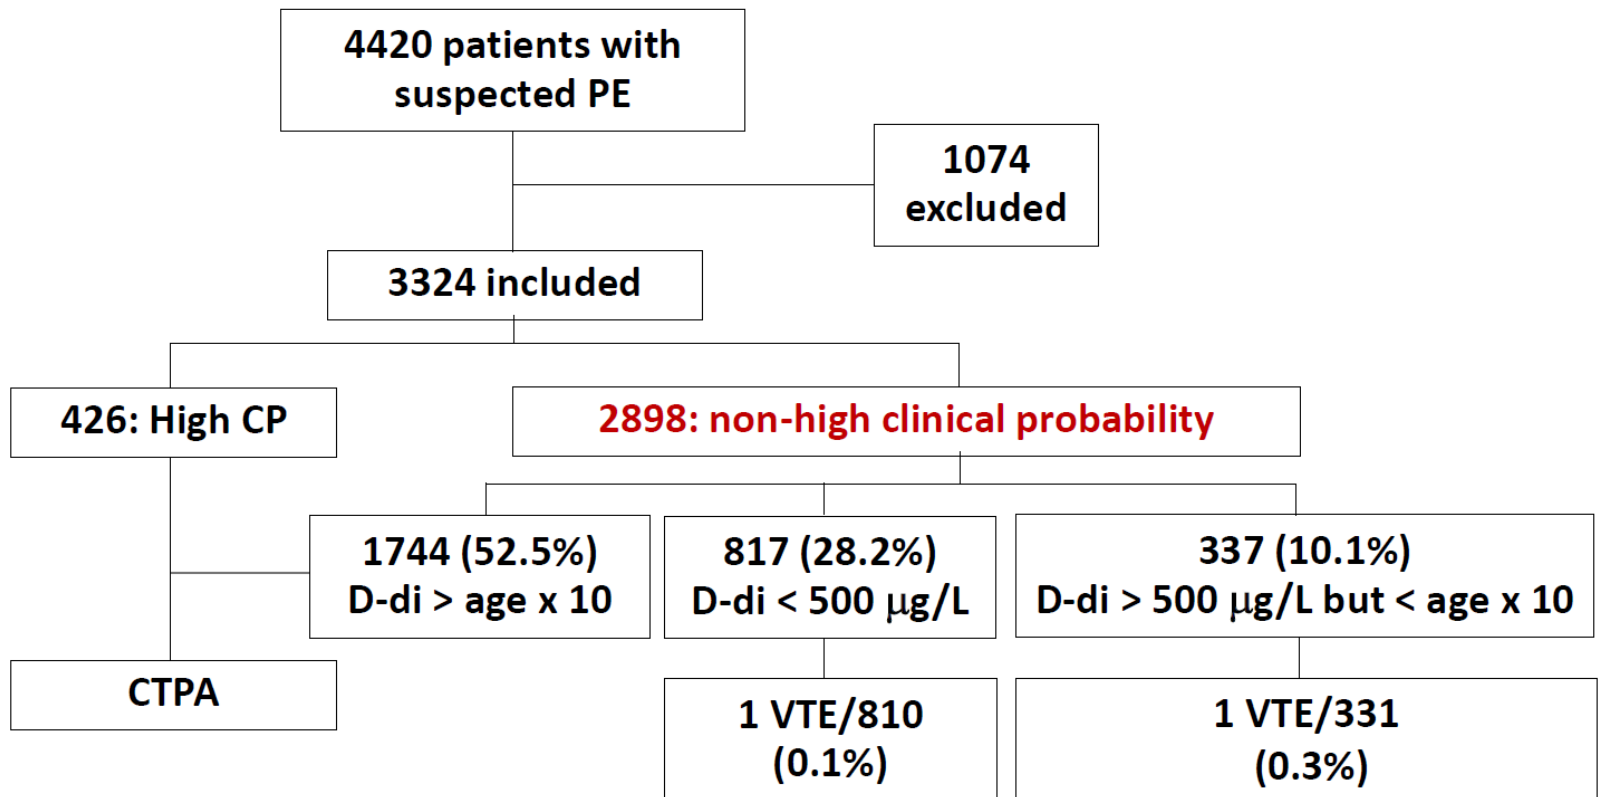 4420 patients with
suspected PE
1074
excluded
3324 included
426: High CP
2898: non-high clinical probability
1744 (52.5%)
D-di > age x 10
817 (28.2%)
D-di < 500 μg/L
337 (10.1%)
D-di > 500 μg/L but < age x 10
CTPA
1 VTE/810
(0.1%)
1 VTE/331
(0.3%)